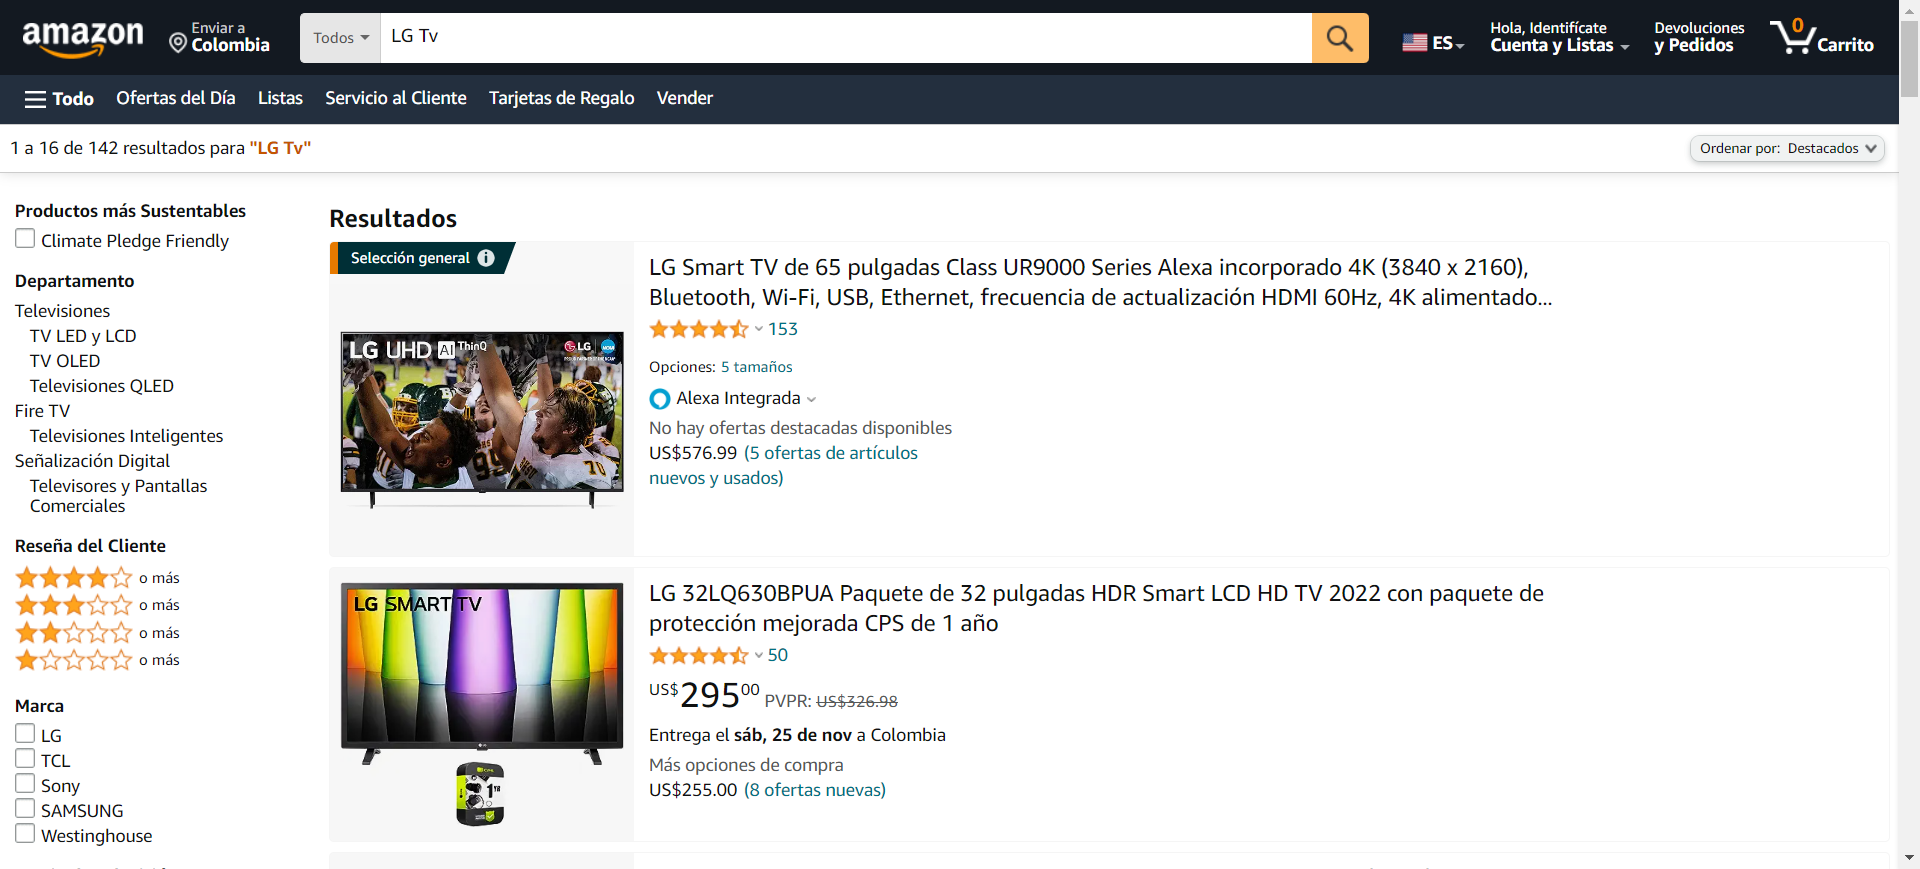 amazon
Enviar a
Colombia
Todos
LG Tv
ES
Hola, Identifícate
Cuenta y Listas
Devoluciones
y Pedidos
0
Carrito
Todo
Ofertas del Día
Listas
Servicio al Cliente
Tarjetas de Regalo
Vender
1 a 16 de 142 resultados para "LG Tv"
Ordenar por: Destacados
Productos más Sustentables
Climate Pledge Friendly
Departamento
Televisiones
TV LED y LCD
TV OLED
Televisiones QLED
Fire TV
Televisiones Inteligentes
Señalización Digital
Televisores y Pantallas
Comerciales
Reseña del Cliente
o más
o más
o más
o más
Marca
LG
TCL
Sony
SAMSUNG
Westinghouse
Resultados
Selección general
LG UHD AI ThinQ
LG
LG Smart TV de 65 pulgadas Class UR9000 Series Alexa incorporado 4K (3840 x 2160),
Bluetooth, Wi-Fi, USB, Ethernet, frecuencia de actualización HDMI 60Hz, 4K alimentado...
153
Opciones: 5 tamaños
Alexa Integrada
No hay ofertas destacadas disponibles
US$576.99 (5 ofertas de artículos
nuevos y usados)
LG SMART TV
1 YR
LG 32LQ630BPUA Paquete de 32 pulgadas HDR Smart LCD HD TV 2022 con paquete de
protección mejorada CPS de 1 año
50
US$29500 PVPR: US$326.98
Entrega el sáb, 25 de nov a Colombia
Más opciones de compra
US$255.00 (8 ofertas nuevas)